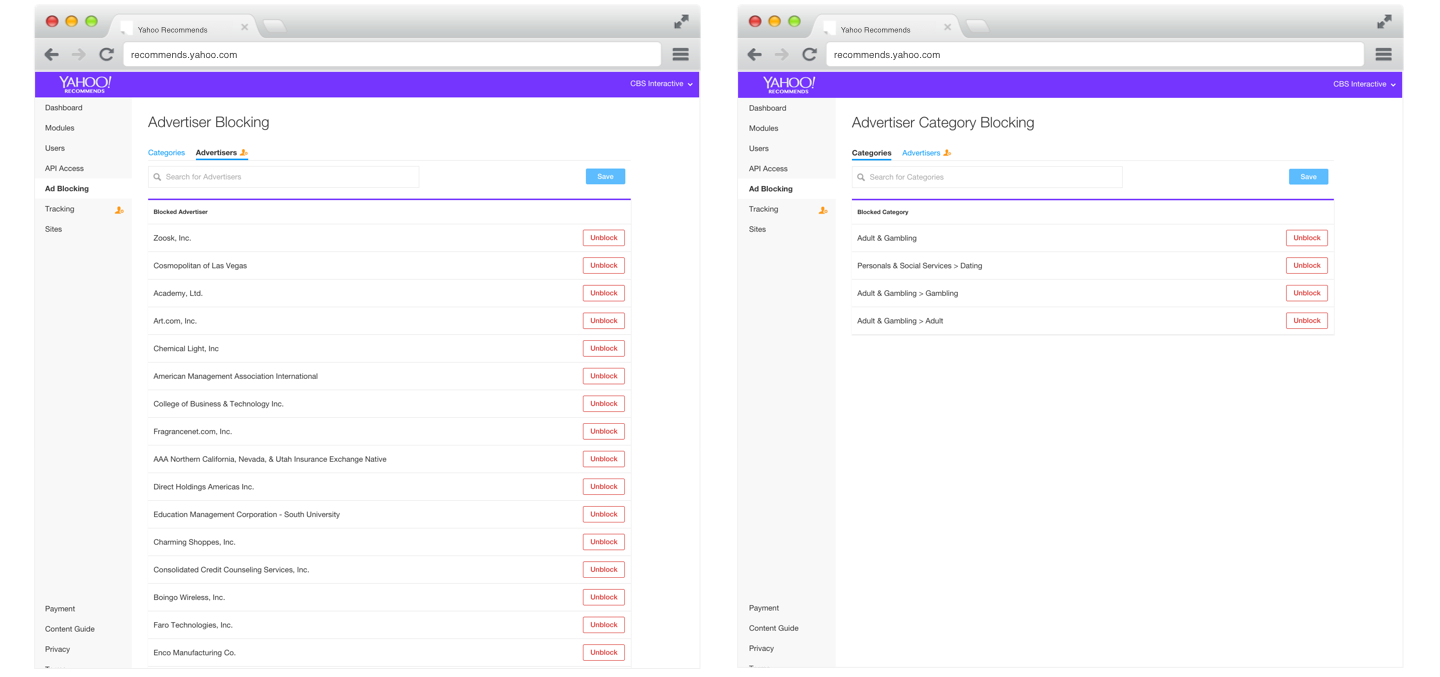 Yahoo Recommends
recommends.yahoo.com
YAHOO!
RECOMMENDS
CBS Interactive
Dashboard
Modules
Users
API Access
Ad Blocking
Tracking
Sites
Payment
Content Guide
Privacy
Advertiser Blocking
Categories Advertisers
Search for Advertisers
Save
Blocked Advertiser
Zoosk, Inc. Unblock
Cosmopolitan of Las Vegas Unblock
Academy, Ltd. Unblock
Art.com, Inc. Unblock
Chemical Light, Inc Unblock
American Management Association International Unblock
College of Business & Technology Inc. Unblock
Fragrancenet.com, Inc. Unblock
AAA Northern California, Nevada, & Utah Insurance Exchange Native Unblock
Direct Holdings Americas Inc. Unblock
Education Management Corporation - South University Unblock
Charming Shoppes, Inc. Unblock
Consolidated Credit Counseling Services, Inc. Unblock
Boingo Wireless, Inc. Unblock
Faro Technologies, Inc. Unblock
Enco Manufacturing Co. Unblock
Yahoo Recommends
recommends.yahoo.com
YAHOO!
RECOMMENDS
CBS Interactive
Dashboard
Modules
Users
API Access
Ad Blocking
Tracking
Sites
Payment
Content Guide
Privacy
Advertiser Category Blocking
Categories Advertisers
Search for Categories
Save
Blocked Category
Adult & Gambling Unblock
Personals & Social Services > Dating Unblock
Adult & Gambling > Gambling Unblock
Adult & Gambling > Adult Unblock